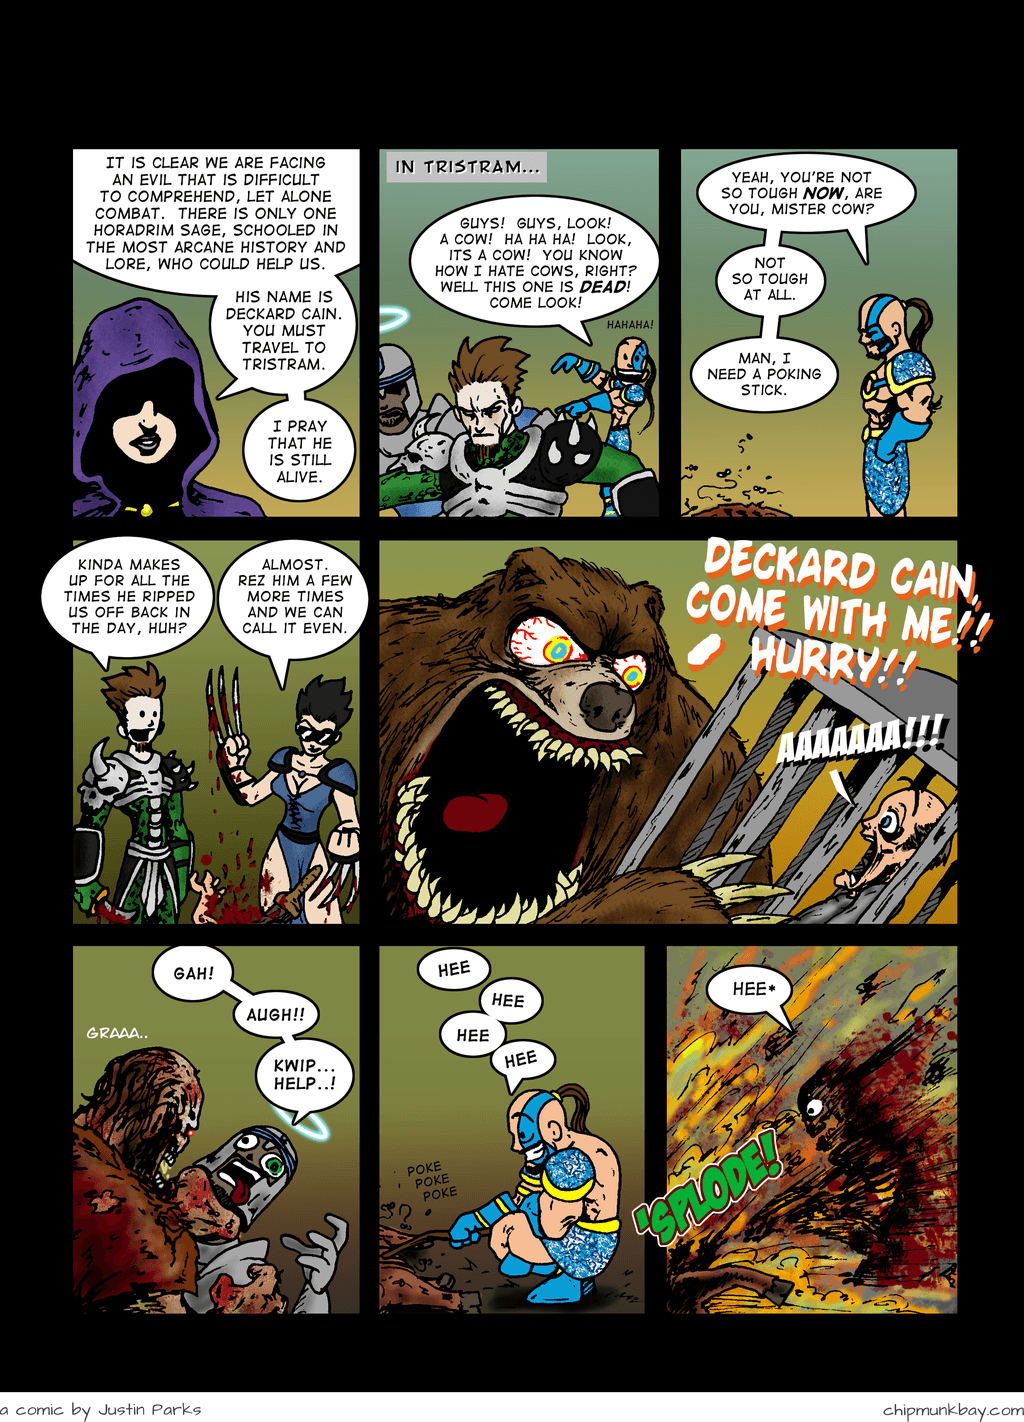 IT IS CLEAR WE ARE FACING
AN EVIL THAT IS DIFFICULT
TO COMPREHEND, LET ALONE
COMBAT. THERE IS ONLY ONE
HORADRIM SAGE, SCHOOLED IN
THE MOST ARCANE HISTORY AND
LORE, WHO COULD HELP US.
HIS NAME IS
DECKARD CAIN.
YOU MUST
TRAVEL TO
TRISTRAM.
I PRAY
THAT HE
IS STILL
ALIVE.
IN TRISTRAM...
GUYS! GUYS, LOOK!
A COW! HA HA HA! LOOK,
ITS A COW! YOU KNOW
HOW I HATE COWS, RIGHT?
WELL THIS ONE IS DEAD!
COME LOOK!
HAHAHA!
YEAH, YOU'RE NOT
SO TOUGH NOW, ARE
YOU, MISTER COW?
NOT
SO TOUGH
AT ALL.
MAN, I
NEED A POKING
STICK.
KINDA MAKES
UP FOR ALL THE
TIMES HE RIPPED
US OFF BACK IN
THE DAY, HUH?
ALMOST.
REZ HIM A FEW
MORE TIMES
AND WE CAN
CALL IT EVEN.
DECKARD CAIN,
COME WITH ME!!
HURRY!!
AAAAAAA!!!
GAH!
AUGH!!
GRAAA..
KWIP...
HELP..!
HEE
HEE
HEE
HEE
POKE
POKE
POKE
HEE*
'SPLODE!
a comic by Justin Parks
chipmunkbay.com